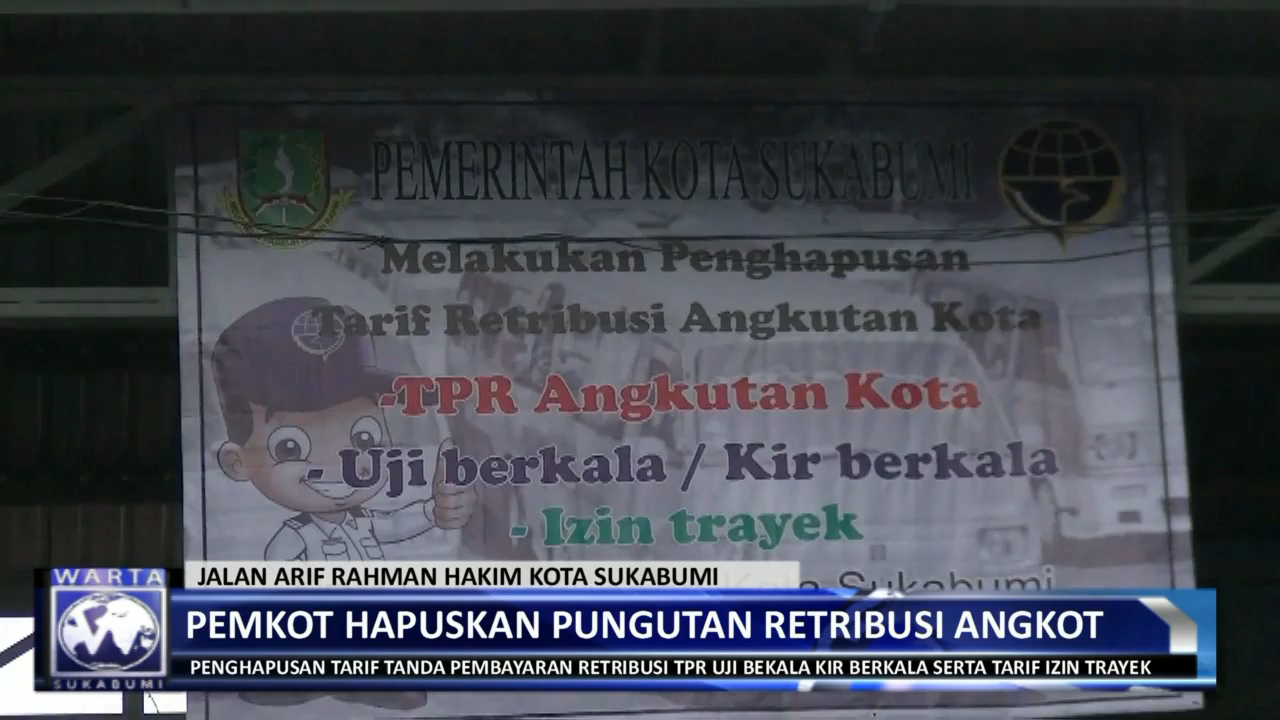 PEMERINTAH KOTA SUKABUMI
Melakukan Penghapusan
Tarif Retribusi Angkutan Kota
-TPR Angkutan Kota
- Uji berkala / Kir berkala
- Izin trayek
Sukabumi
JALAN ARIF RAHMAN HAKIM KOTA SUKABUMI
WARTA
SUKABUMI
PEMKOT HAPUSKAN PUNGUTAN RETRIBUSI ANGKOT
PENGHAPUSAN TARIF TANDA PEMBAYARAN RETRIBUSI TPR UJI BEKALA KIR BERKALA SERTA TARIF IZIN TRAYEK